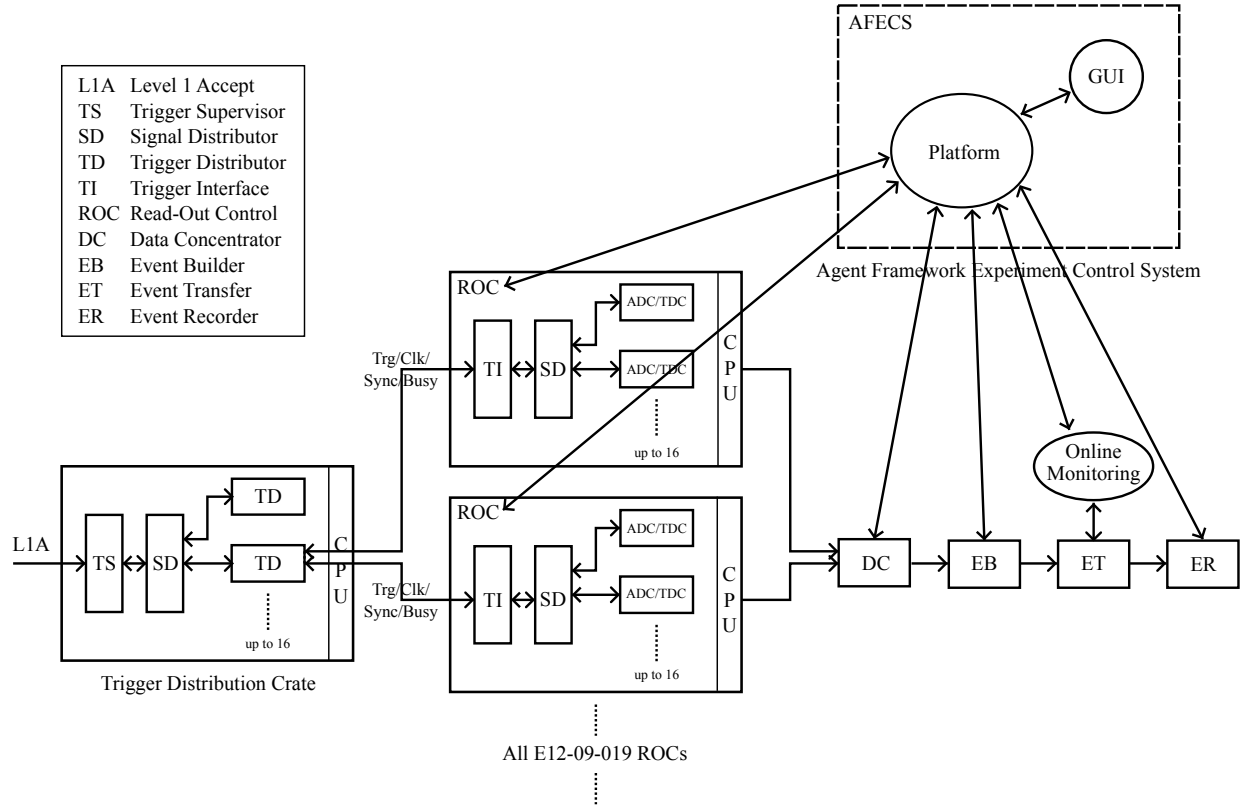 AFECS
GUI
Platform
Agent Framework Experiment Control System
L1A Level 1 Accept
TS Trigger Supervisor
SD Signal Distributor
TD Trigger Distributor
TI Trigger Interface
ROC Read-Out Control
DC Data Concentrator
EB Event Builder
ET Event Transfer
ER Event Recorder
ROC
TI
SD
ADC/TDC
ADC/TDC
up to 16
C
P
U
Trg/Clk/
Sync/Busy
L1A
TS
SD
TD
TD
up to 16
C
P
U
Trigger Distribution Crate
Trg/Clk/
Sync/Busy
ROC
TI
SD
ADC/TDC
ADC/TDC
up to 16
C
P
U
All E12-09-019 ROCs
Online
Monitoring
DC
EB
ET
ER